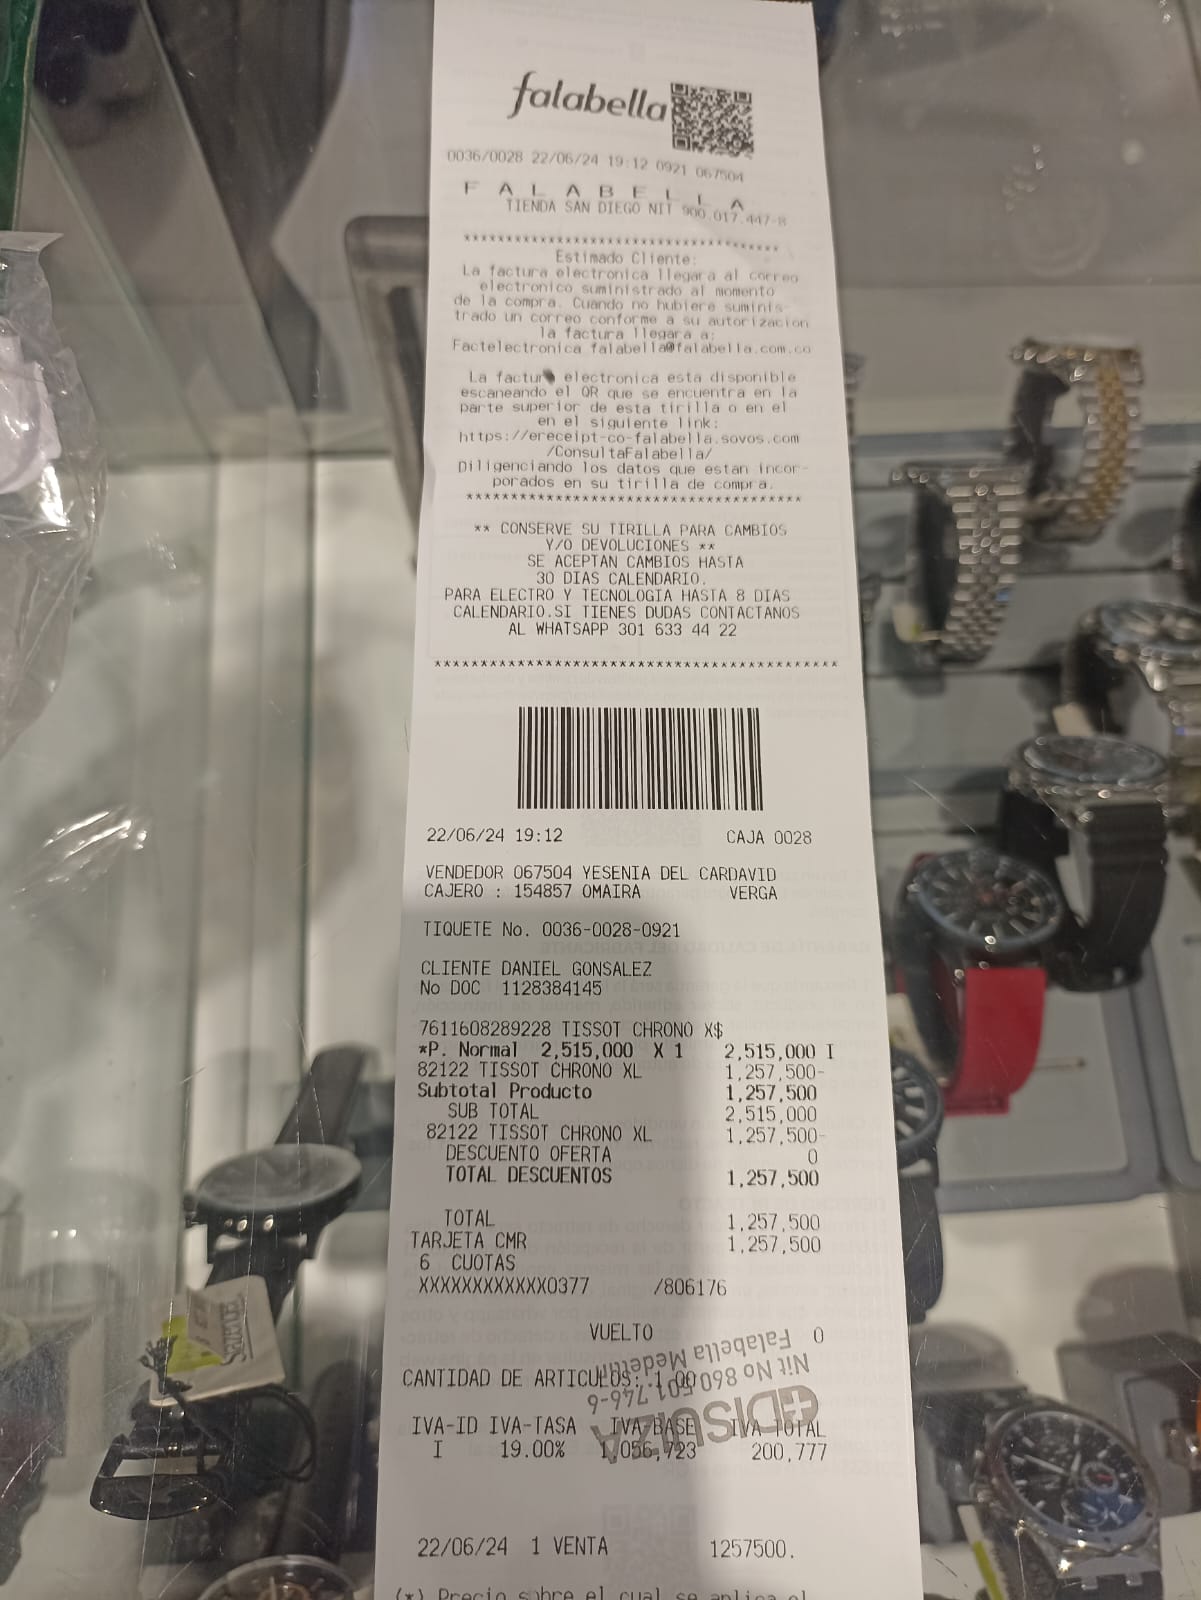 falabella
0036/0028 22/06/24 19:12 0921 067504
F A L A B E L L A
TIENDA SAN DIEGO NIT 900.017.447-8
****************************************
Estimado Cliente:
La factura electronica llegara al correo
electronico suministrado al momento
de la compra. Cuando no hubiere suminis-
trado un correo conforme a su autorizacion
la factura llegara a:
Factelectronica falabella@falabella.com.co
La factura electronica esta disponible
escaneando el QR que se encuentra en la
parte superior de esta tirilla o en el
en el siguiente link:
https://ereceipt-co-falabella.sovos.com
/ConsultaFalabella/
Diligenciando los datos que estan incor-
porados en su tirilla de compra.
****************************************
** CONSERVE SU TIRILLA PARA CAMBIOS
Y/O DEVOLUCIONES **
SE ACEPTAN CAMBIOS HASTA
30 DIAS CALENDARIO.
PARA ELECTRO Y TECNOLOGIA HASTA 8 DIAS
CALENDARIO.SI TIENES DUDAS CONTACTANOS
AL WHATSAPP 301 633 44 22
********************************************
22/06/24 19:12 CAJA 0028
VENDEDOR 067504 YESENIA DEL CARDAVID
CAJERO : 154857 OMAIRA VERGA
TIQUETE No. 0036-0028-0921
CLIENTE DANIEL GONSALEZ
No DOC 1128384145
7611608289228 TISSOT CHRONO X$
*P. Normal 2,515,000 X 1 2,515,000 I
82122 TISSOT CHRONO XL 1,257,500-
Subtotal Producto 1,257,500
SUB TOTAL 2,515,000
82122 TISSOT CHRONO XL 1,257,500-
DESCUENTO OFERTA 0
TOTAL DESCUENTOS 1,257,500
TOTAL 1,257,500
TARJETA CMR 1,257,500
6 CUOTAS
XXXXXXXXXXXX0377 /806176
VUELTO 0
CANTIDAD DE ARTICULOS: 1.00
IVA-ID IVA-TASA IVA BASE IVA TOTAL
I 19.00% 1,056,723 200,777
DISUIZA
Nit No 860 501.746-6
Falabella Medellin
22/06/24 1 VENTA 1257500.
(*) Precio sobre el cual se aplica el